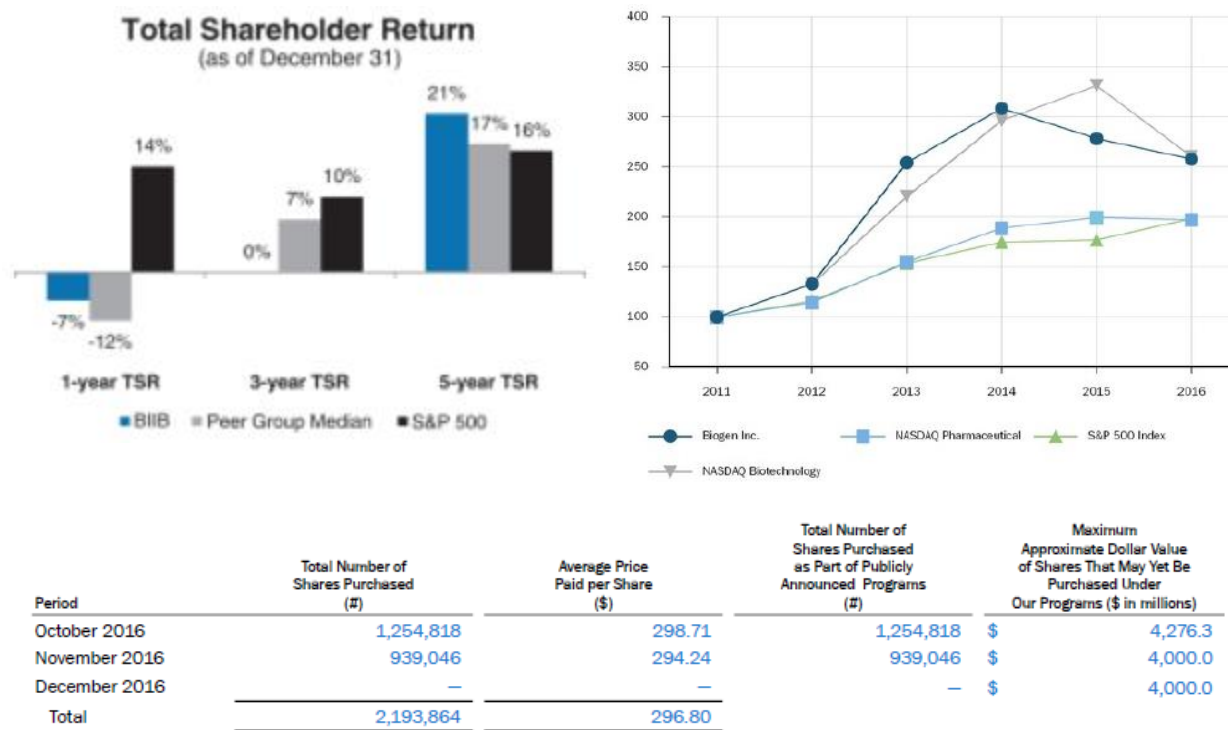 Total Shareholder Return
(as of December 31)
21%
17%
16%
14%
10%
7%
0%
-7%
-12%
1-year TSR 3-year TSR 5-year TSR
BIIB Peer Group Median S&P 500
400
350
300
250
200
150
100
50
2011 2012 2013 2014 2015 2016
Biogen Inc. NASDAQ Pharmaceutical S&P 500 Index
NASDAQ Biotechnology
Period
Total Number of
Shares Purchased
(#)
Average Price
Paid per Share
($)
Total Number of
Shares Purchased
as Part of Publicly
Announced Programs
(#)
Maximum
Approximate Dollar Value
of Shares That May Yet Be
Purchased Under
Our Programs ($ in millions)
October 2016 1,254,818 298.71 1,254,818 $ 4,276.3
November 2016 939,046 294.24 939,046 $ 4,000.0
December 2016 — — — $ 4,000.0
Total 2,193,864 296.80